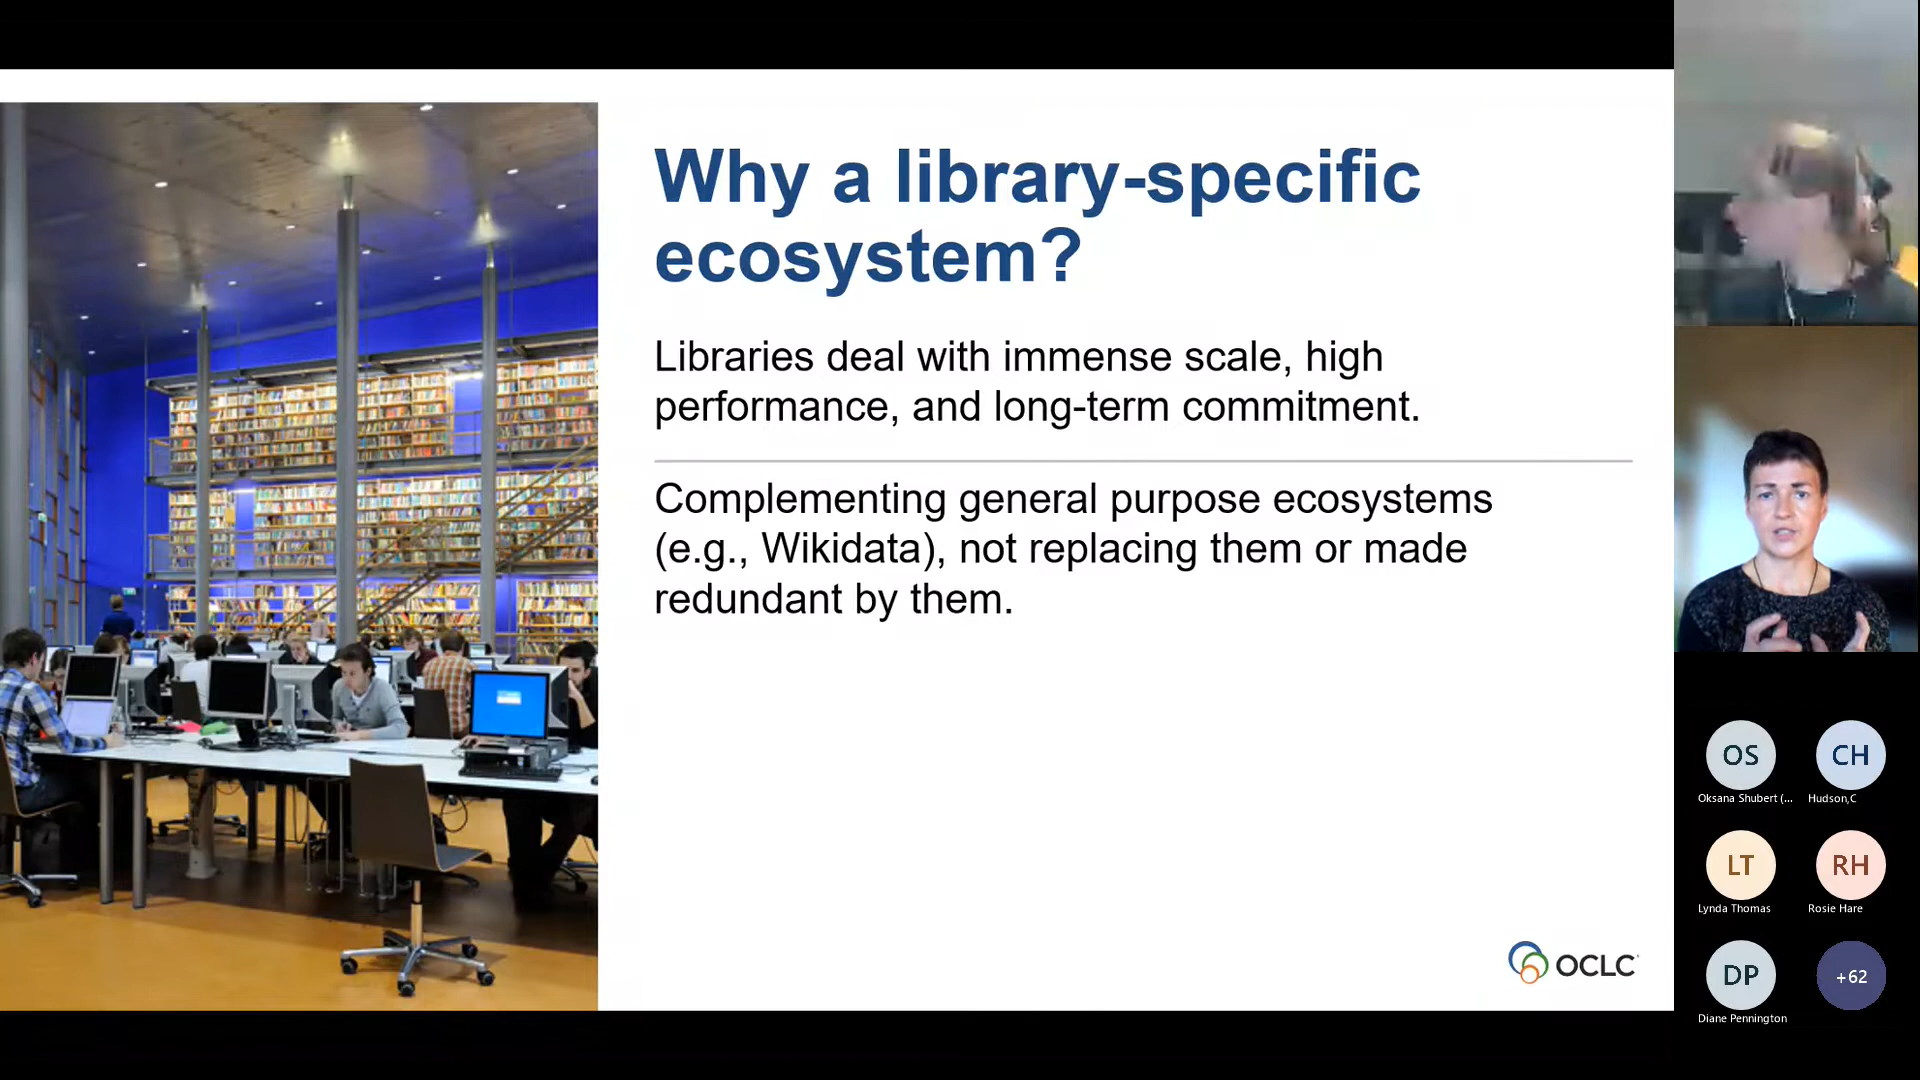 Why a library-specific
ecosystem?
Libraries deal with immense scale, high
performance, and long-term commitment.
Complementing general purpose ecosystems
(e.g., Wikidata), not replacing them or made
redundant by them.
OCLC
OS
CH
Oksana Shubert (...
Hudson,C
LT
RH
Lynda Thomas
Rosie Hare
DP
+62
Diane Pennington